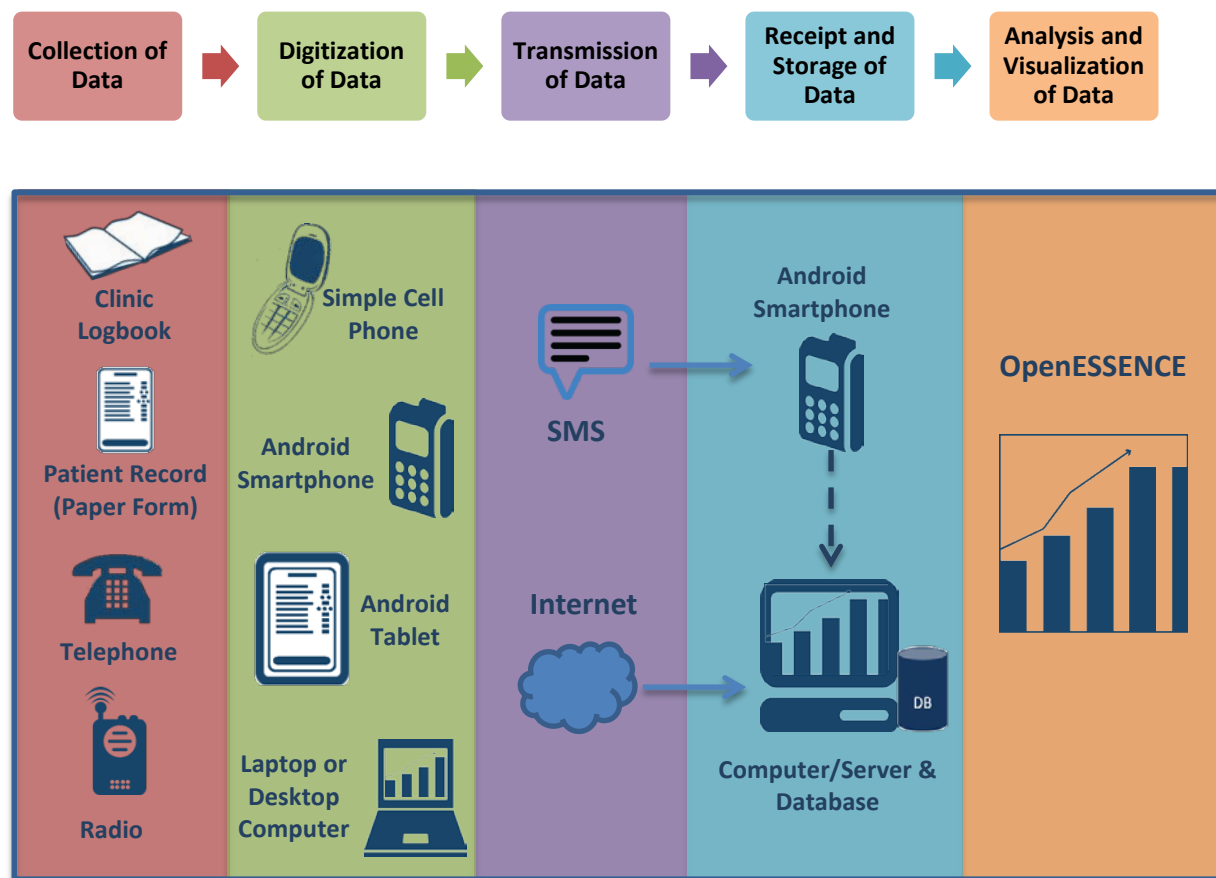 Collection of
Data
Digitization
of Data
Transmission
of Data
Receipt and
Storage of
Data
Analysis and
Visualization
of Data
Clinic
Logbook
Patient Record
(Paper Form)
Telephone
Radio
Simple Cell
Phone
Android
Smartphone
Android
Tablet
Laptop or
Desktop
Computer
SMS
Internet
Android
Smartphone
DB
Computer/Server &
Database
OpenESSENCE